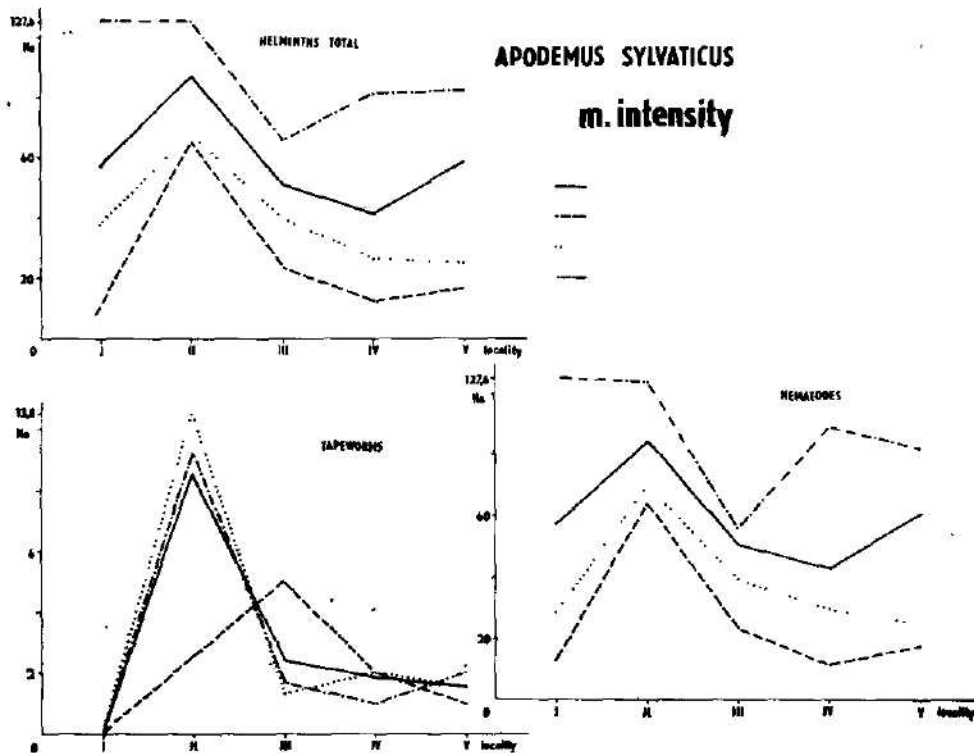 APODEMUS SYLVATICUS
m. intensity
HELMINTHS TOTAL
127,6
No
60
20
0 I II III IV V locality
TAPEWORMS
13,8
No
6
2
I II III IV V locality
NEMATODES
127,6
No
60
20
0 I II III IV V locality